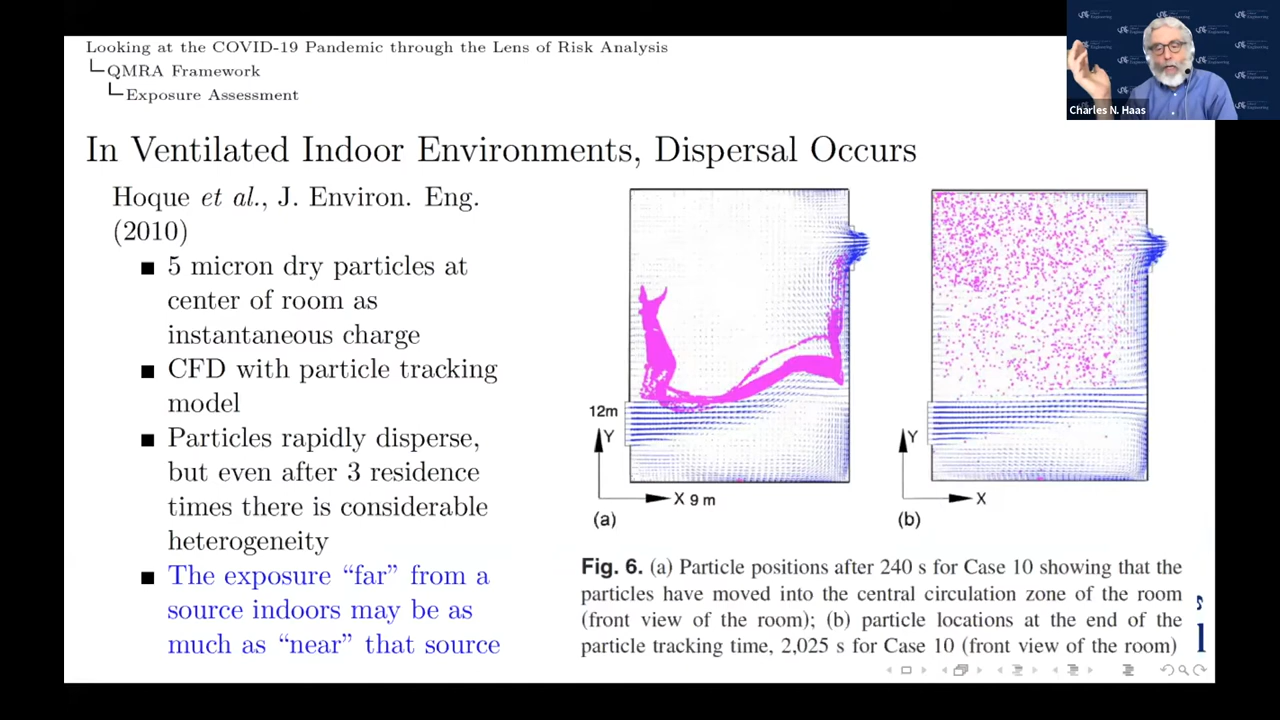 Looking at the COVID-19 Pandemic through the Lens of Risk Analysis
QMRA Framework
Exposure Assessment
Charles N. Haas
In Ventilated Indoor Environments, Dispersal Occurs
Hoque et al., J. Environ. Eng.
(2010)
■ 5 micron dry particles at
center of room as
instantaneous charge
■ CFD with particle tracking
model
■ Particles rapidly disperse,
but even after 3 residence
times there is considerable
heterogeneity
■ The exposure “far” from a
source indoors may be as
much as “near” that source
12m
Y
X 9 m
(a)
Y
X
(b)
Fig. 6. (a) Particle positions after 240 s for Case 10 showing that the
particles have moved into the central circulation zone of the room
(front view of the room); (b) particle locations at the end of the
particle tracking time, 2,025 s for Case 10 (front view of the room)